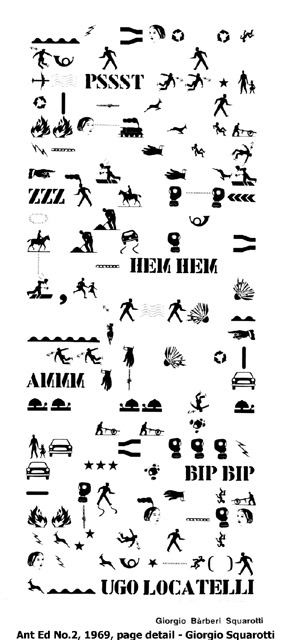 PSSST
ZZZ
HEM HEM
,
AMMM
BIP BIP
( )
UGO LOCATELLI
Giorgio Bàrberi Squarotti
Ant Ed No.2, 1969, page detail - Giorgio Squarotti